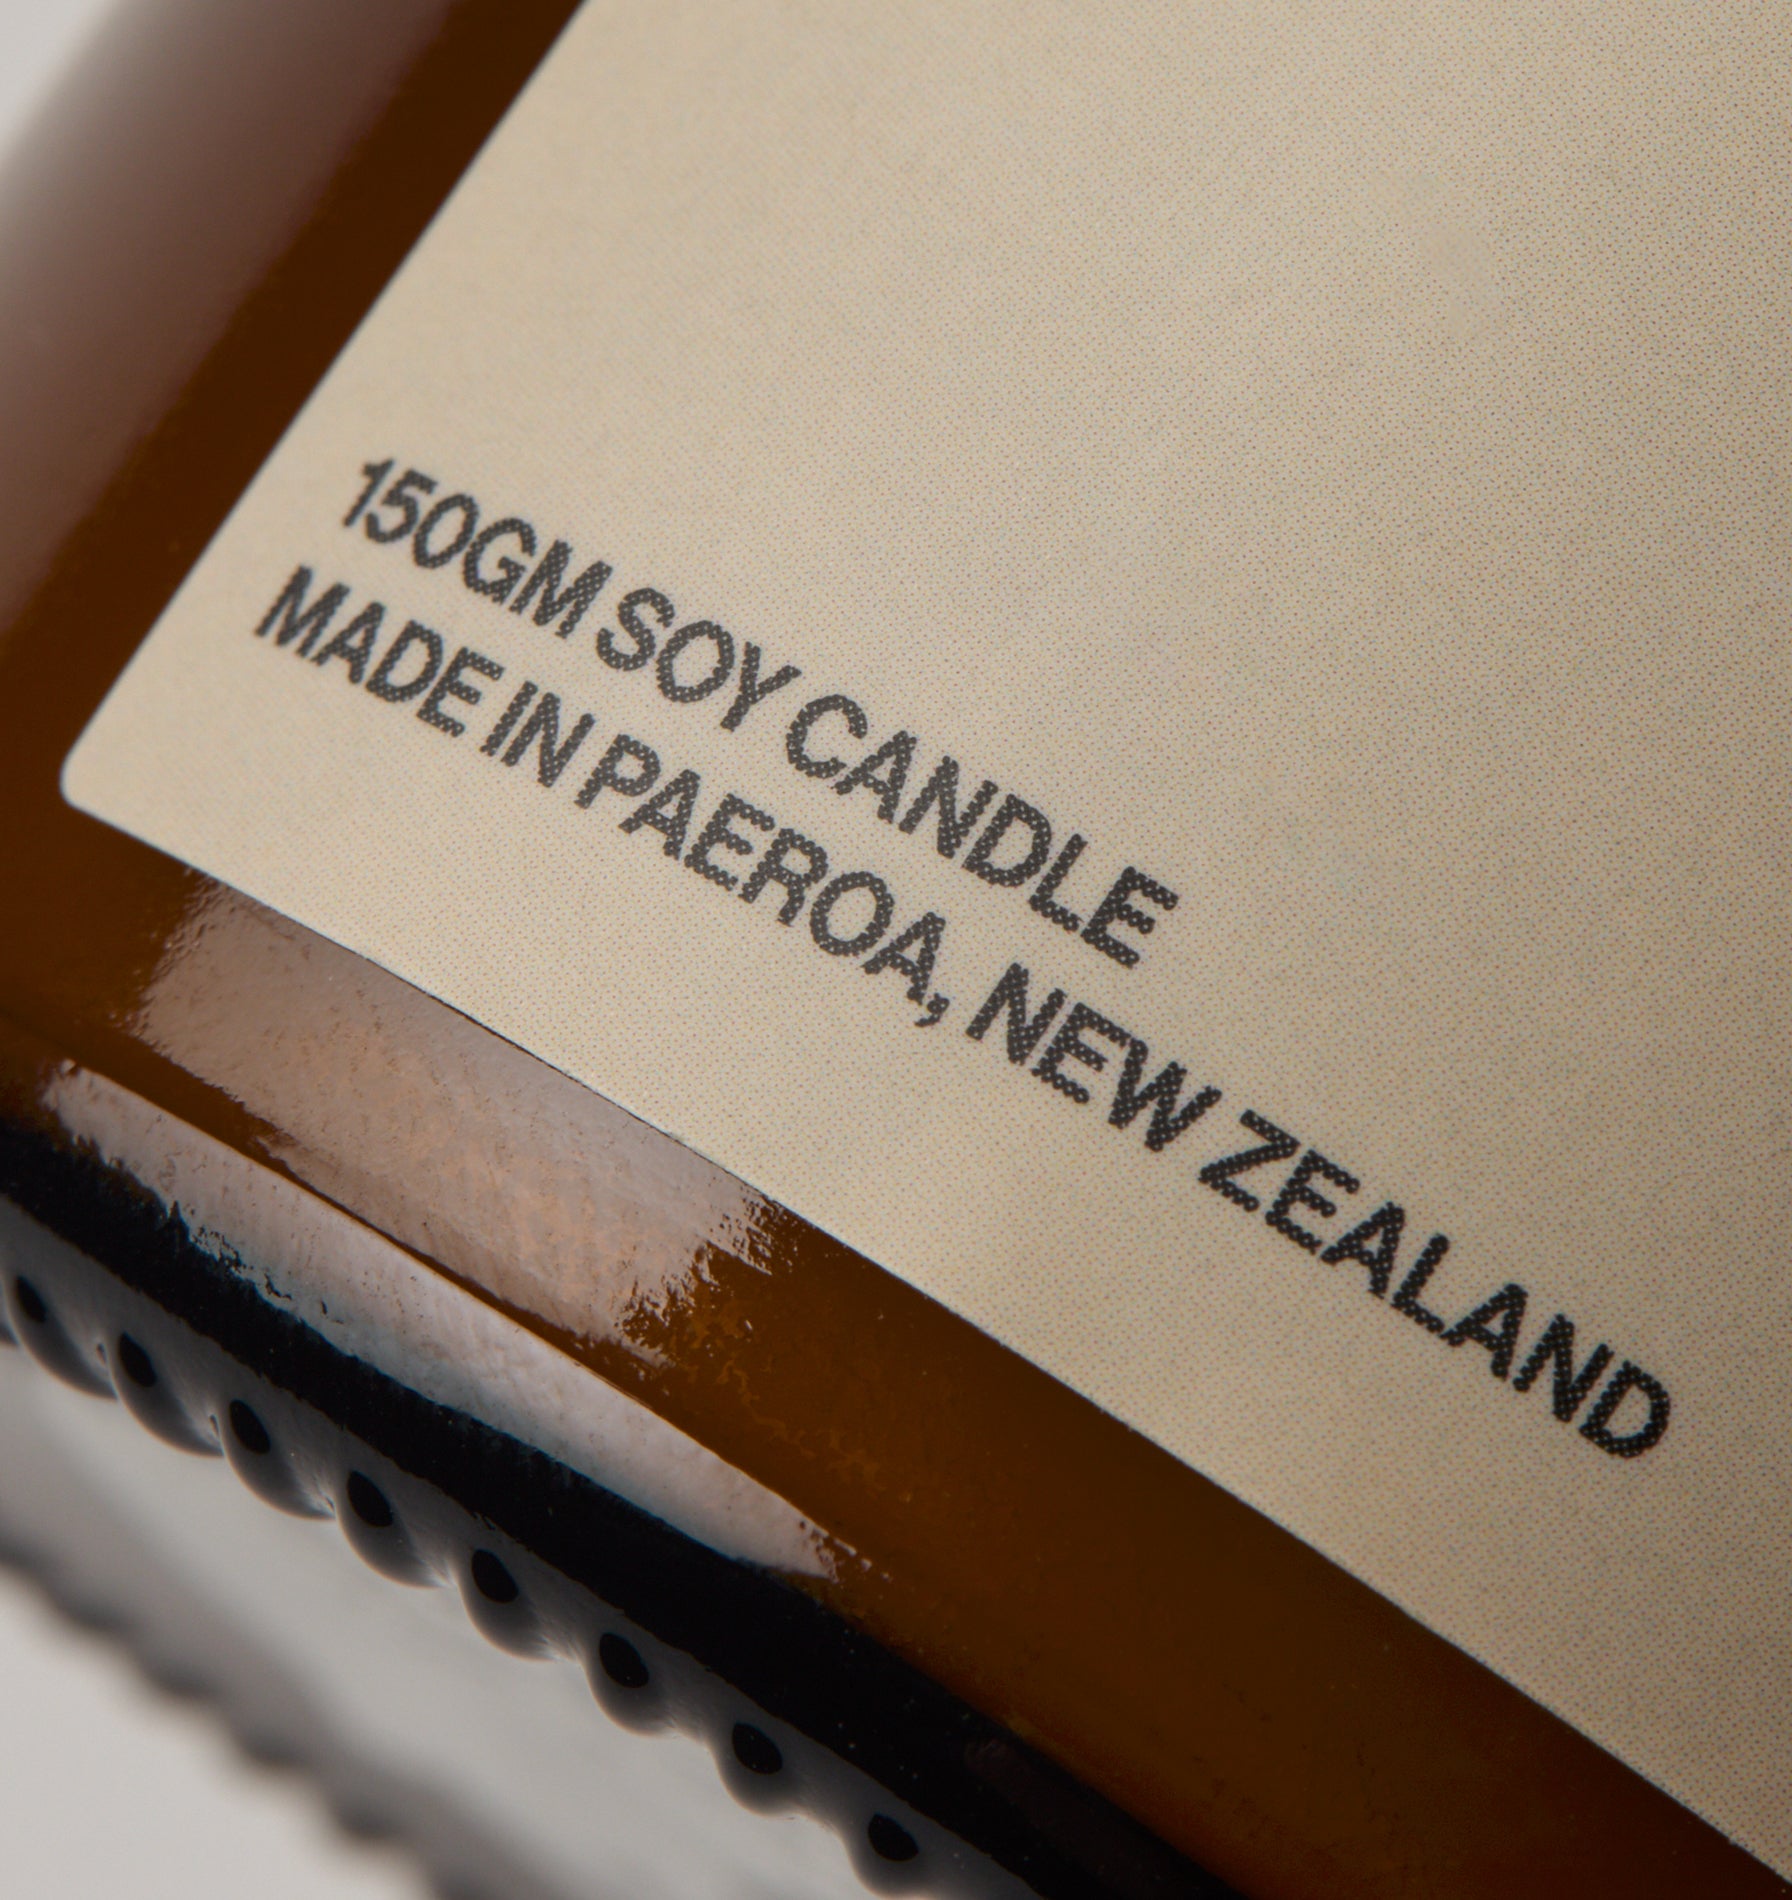 150GM SOY CANDLE
MADE IN PAEROA, NEW ZEALAND